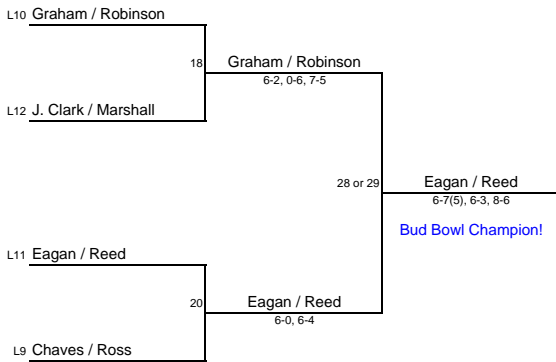 L10 Graham / Robinson
18 Graham / Robinson
6-2, 0-6, 7-5
L12 J. Clark / Marshall
28 or 29 Eagan / Reed
6-7(5), 6-3, 8-6
Bud Bowl Champion!
L11 Eagan / Reed
20 Eagan / Reed
6-0, 6-4
L9 Chaves / Ross